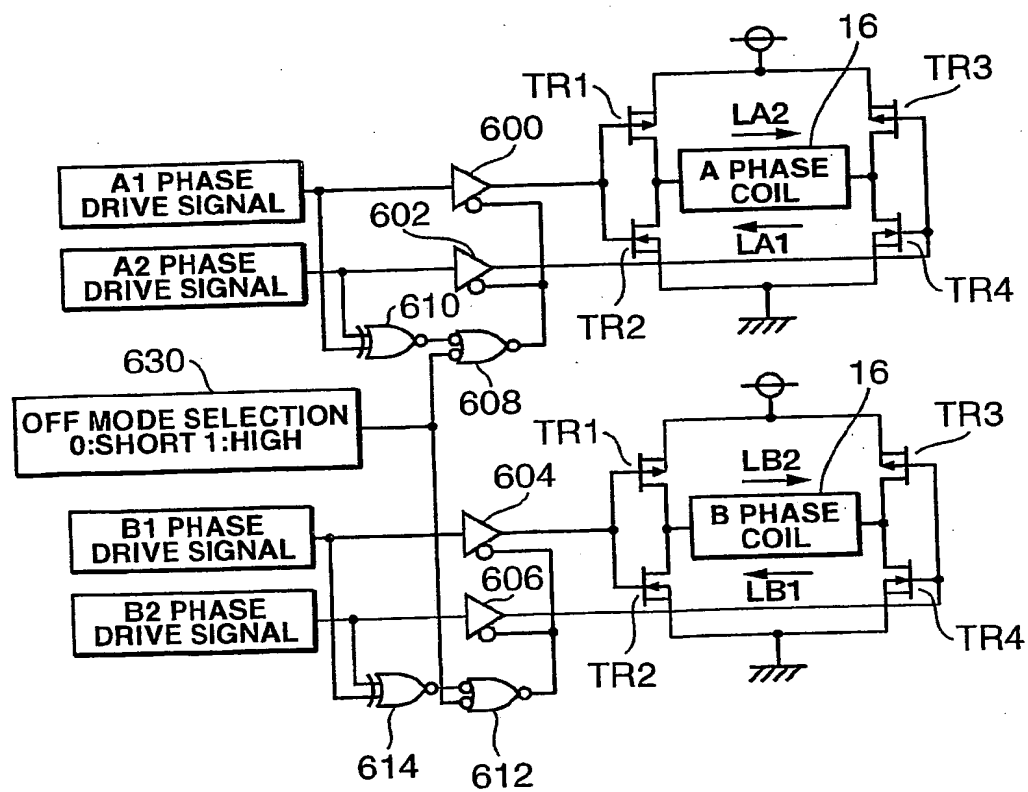 16
TR1
TR3
LA2
600
A1 PHASE
DRIVE SIGNAL
A PHASE
COIL
602
LA1
A2 PHASE
DRIVE SIGNAL
TR4
610
TR2
630
608
16
OFF MODE SELECTION
0:SHORT 1:HIGH
TR1
TR3
LB2
604
B1 PHASE
DRIVE SIGNAL
B PHASE
COIL
606
LB1
B2 PHASE
DRIVE SIGNAL
TR4
TR2
614
612